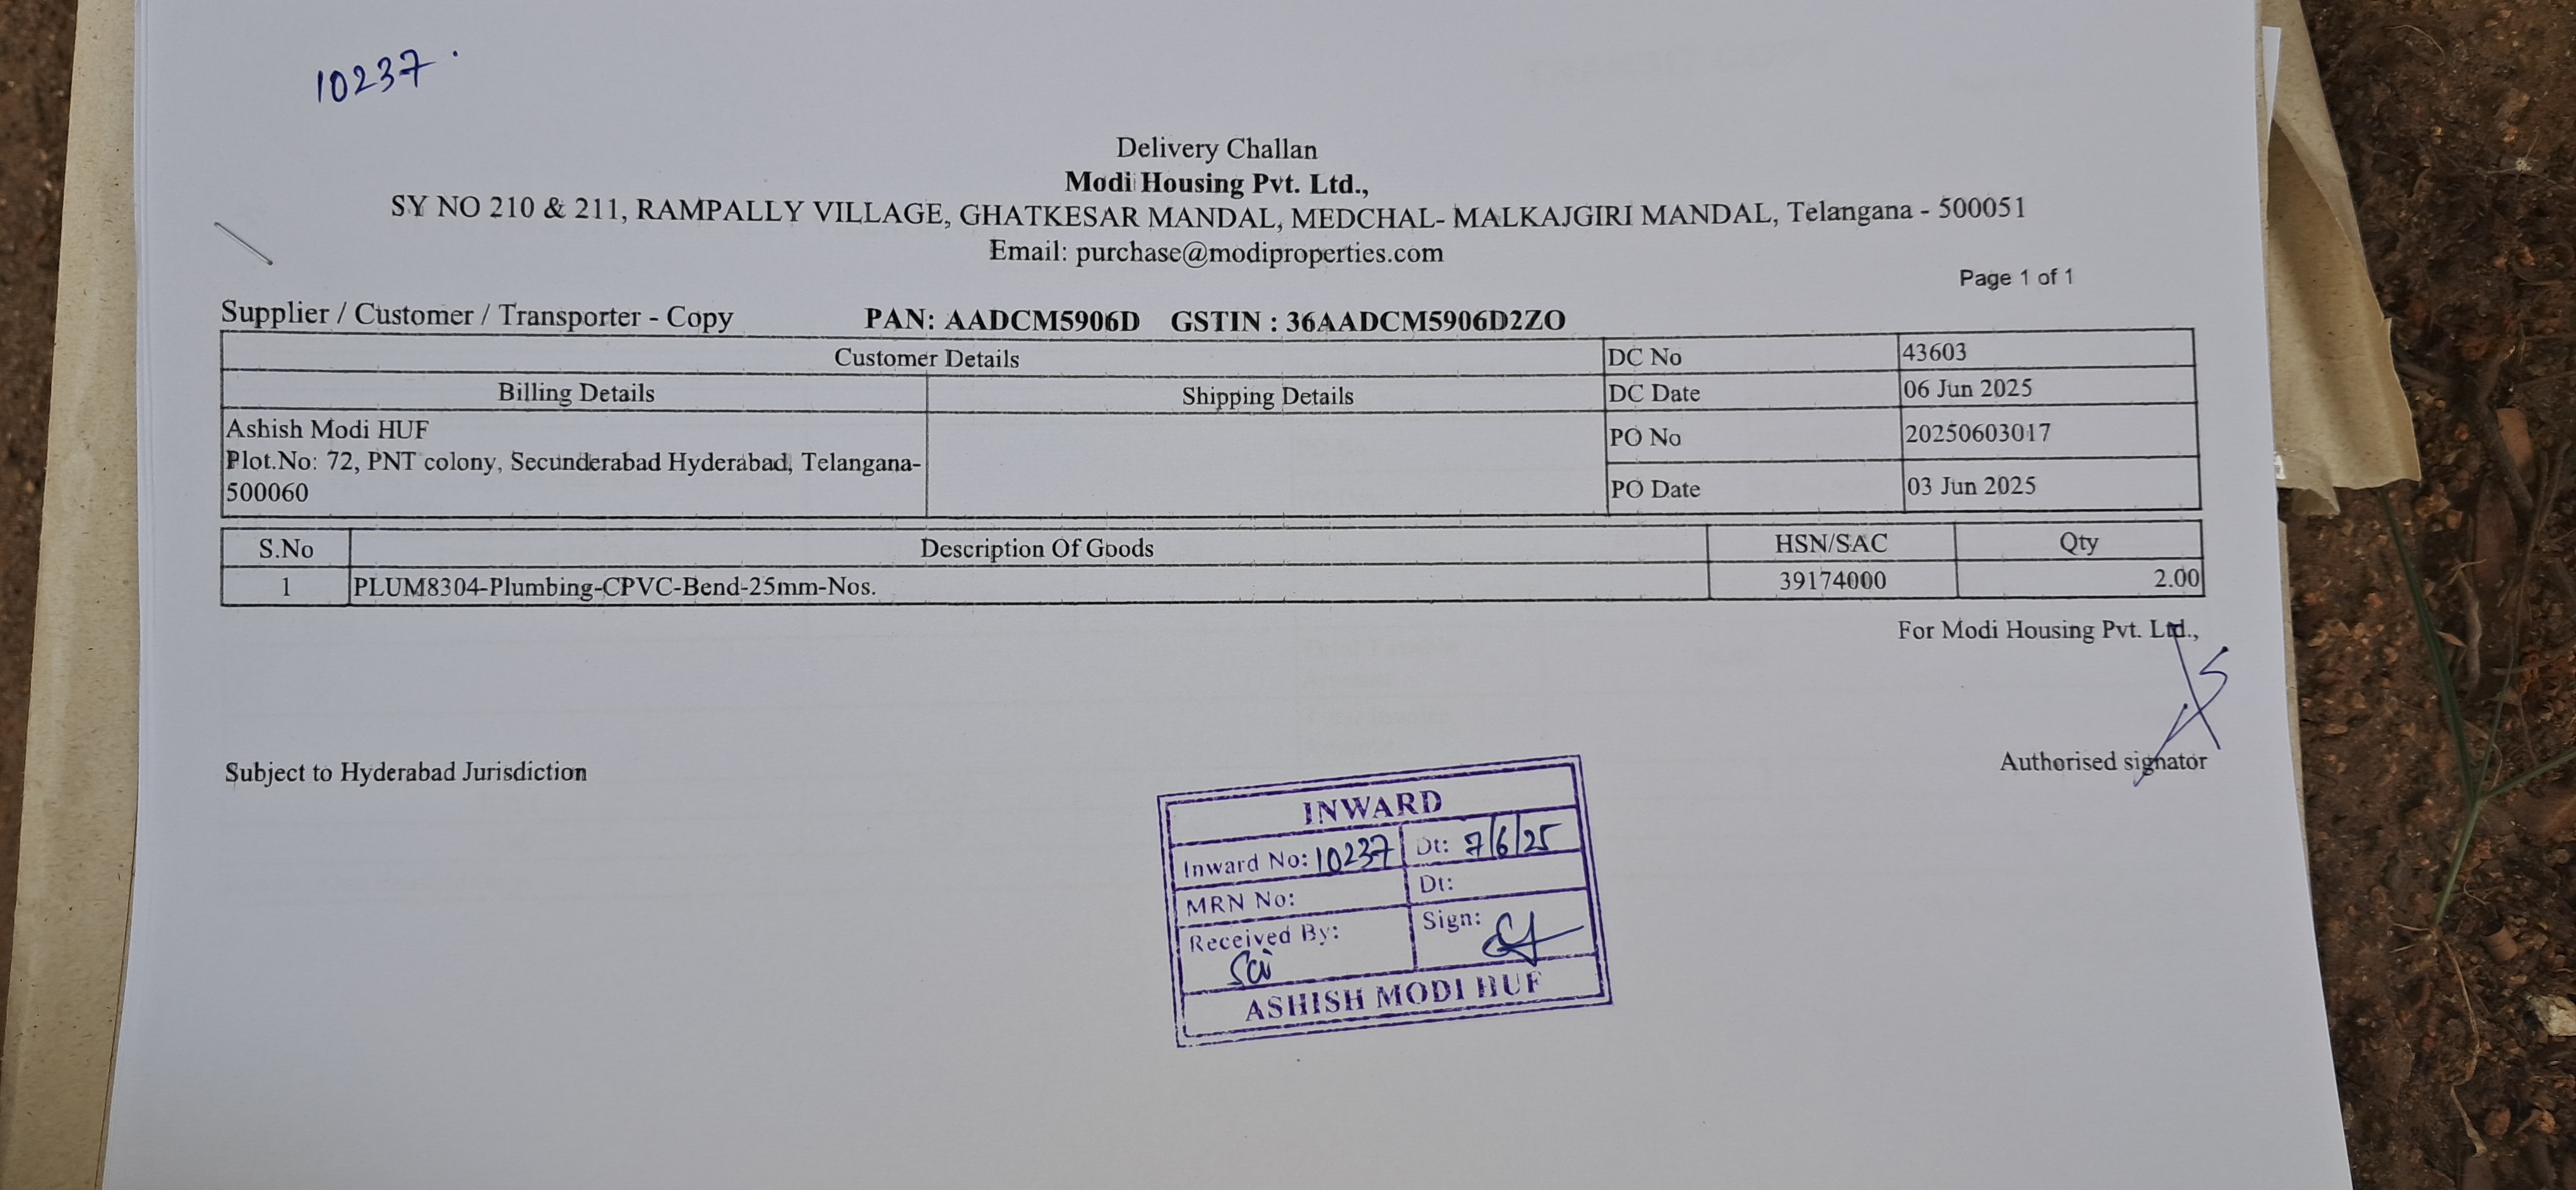 10237.
Delivery Challan
Modi Housing Pvt. Ltd.,
SY NO 210 & 211, RAMPALLY VILLAGE, GHATKESAR MANDAL, MEDCHAL- MALKAJGIRI MANDAL, Telangana - 500051
Email: purchase@modiproperties.com
Page 1 of 1
Supplier / Customer / Transporter - Copy PAN: AADCM5906D GSTIN : 36AADCM5906D2ZO
Customer Details DC No 43603
Billing Details Shipping Details DC Date 06 Jun 2025
Ashish Modi HUF PO No 20250603017
Plot.No: 72, PNT colony, Secunderabad Hyderabad, Telangana-
500060 PO Date 03 Jun 2025
S.No Description Of Goods HSN/SAC Qty
1 PLUM8304-Plumbing-CPVC-Bend-25mm-Nos. 39174000 2.00
For Modi Housing Pvt. Ltd.,
Subject to Hyderabad Jurisdiction Authorised signator
INWARD
Inward No: 10237 Dt: 7/6/25
MRN No: Dt:
Received By: Sign:
Sai
ASHISH MODI HUF